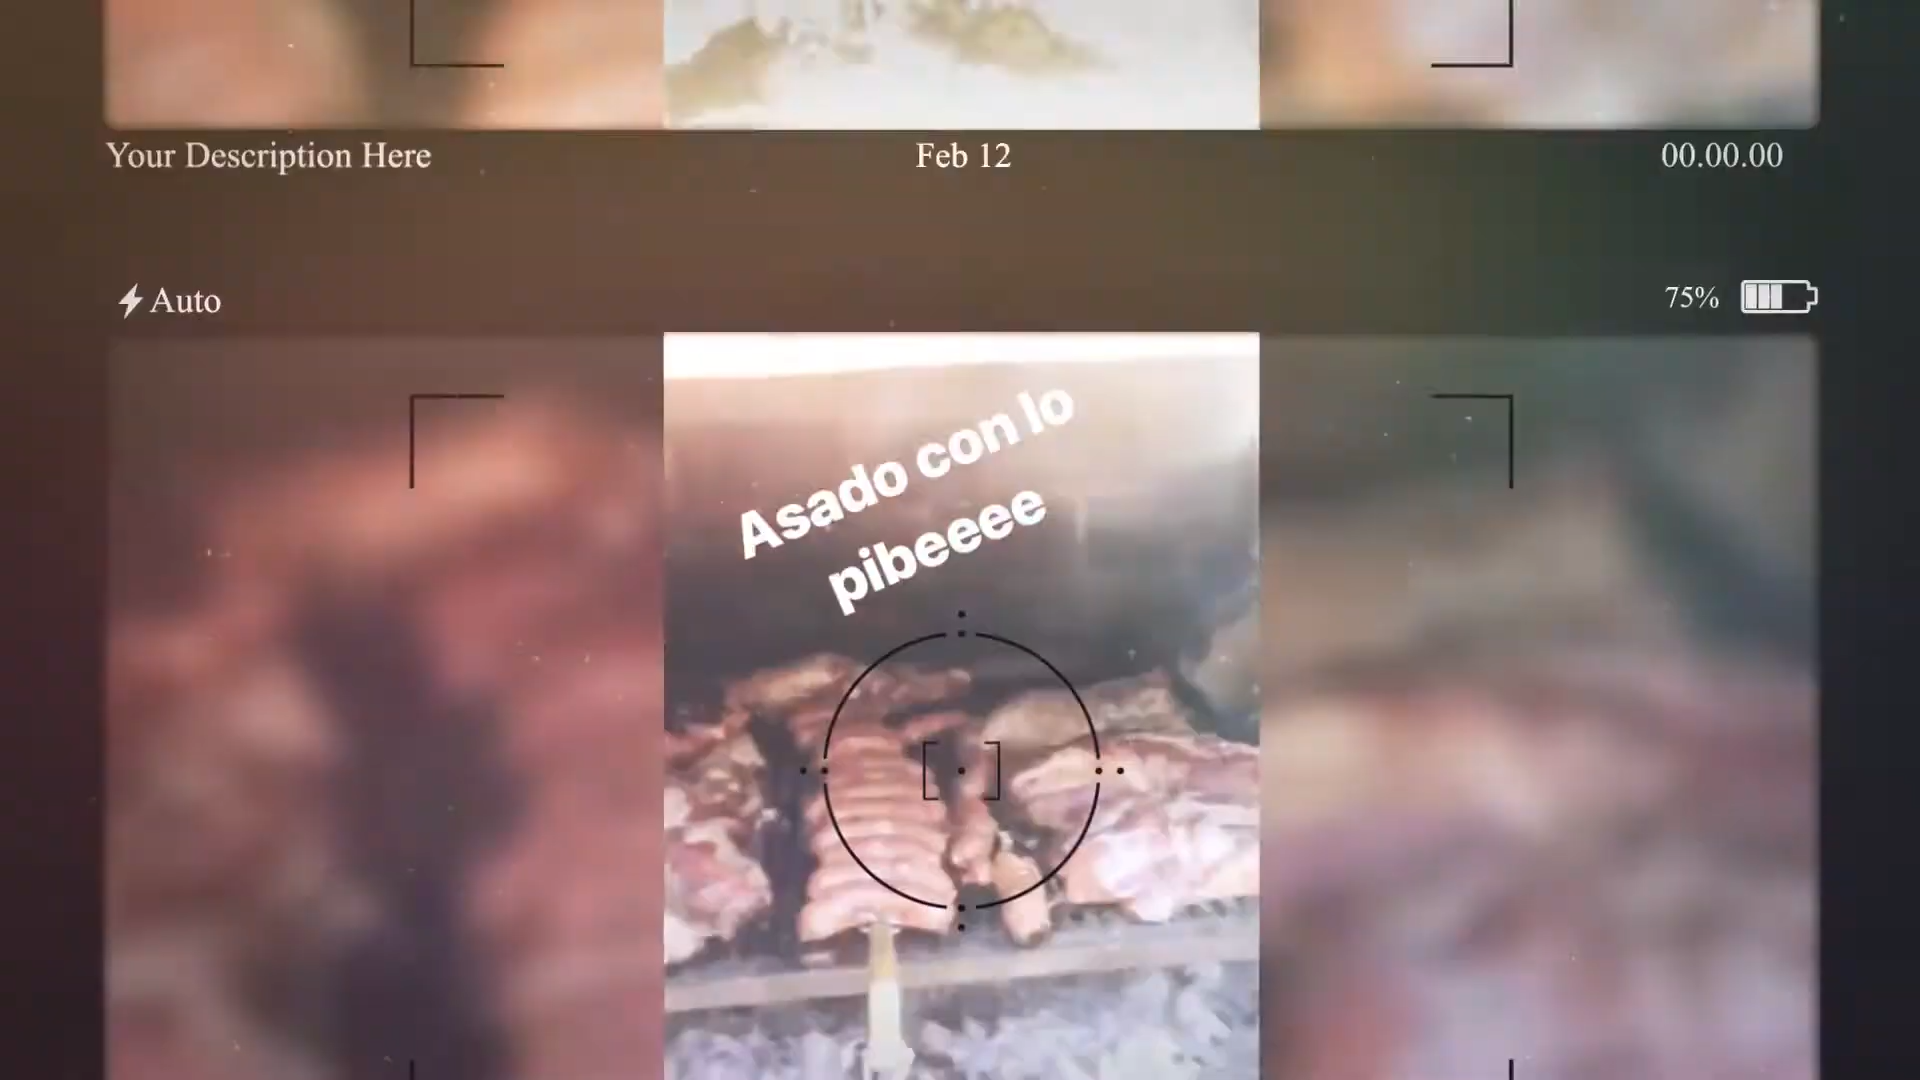 Your Description Here
Feb 12
00.00.00
Auto
75%
Asado con lo
pibeeee